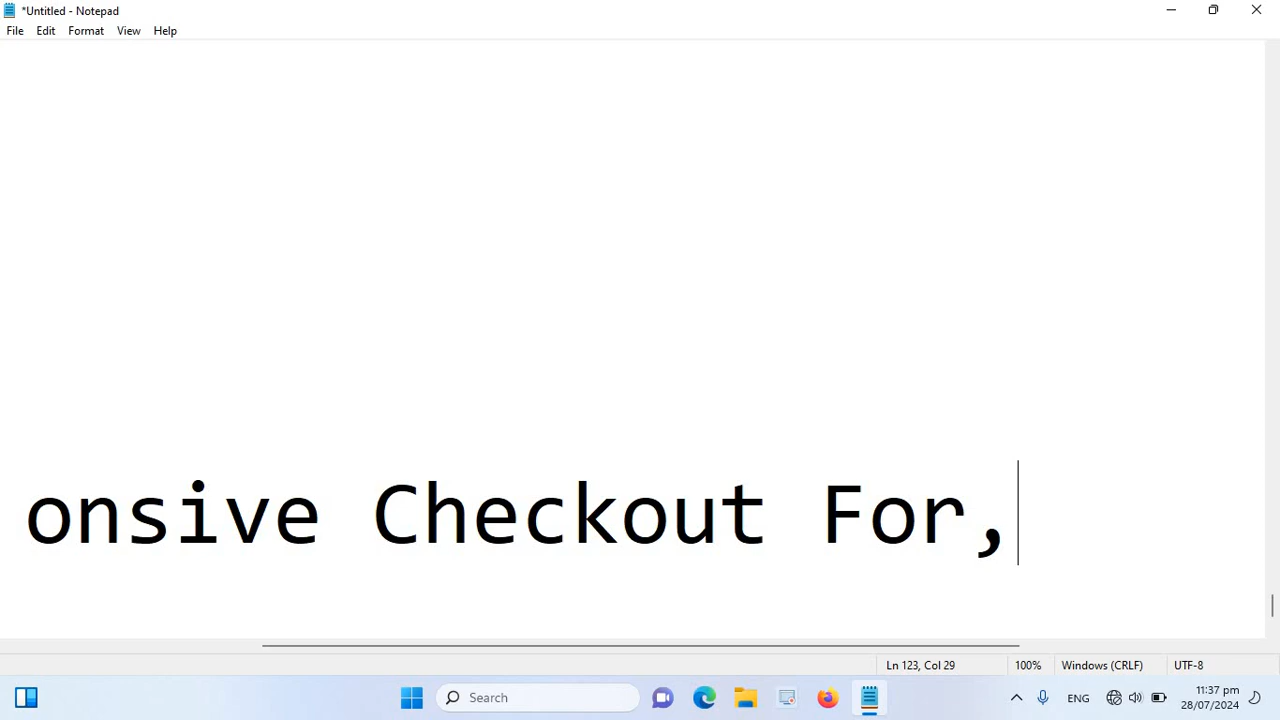 *Untitled - Notepad
File Edit Format View Help
onsive Checkout For,
Ln 123, Col 29 100% Windows (CRLF) UTF-8
Search ENG 11:37 pm
28/07/2024